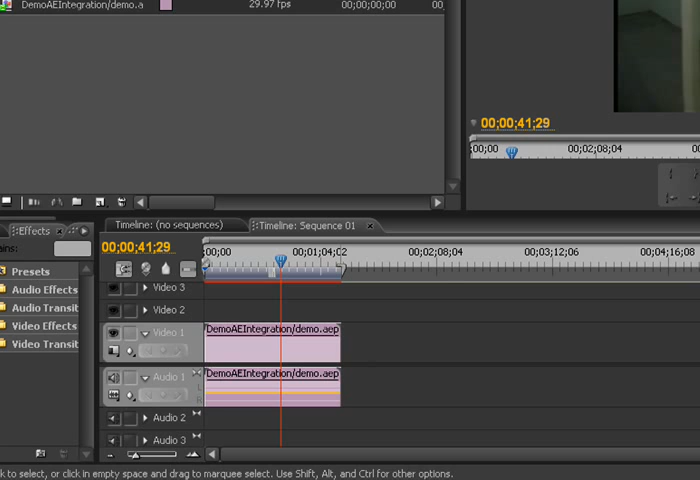 DemoAEIntegration/demo.a 29.97 fps 00;00;00;00 00;
00;00;41;29
;00;00 00;02;08;04 00
Timeline: (no sequences) Timeline: Sequence 01
Effects
00;00;41;29
;00;00 00;01;04;02 00;02;08;04 00;03;12;06 00;04;16;08
ains:
Presets
Audio Effects
Audio Transit
Video Effects
Video Transit
Video 3
Video 2
Video 1 DemoAEIntegration/demo.aep
Audio 1 DemoAEIntegration/demo.aep
L
R
Audio 2
Audio 3
k to select, or click in empty space and drag to marquee select. Use Shift, Alt, and Ctrl for other options.